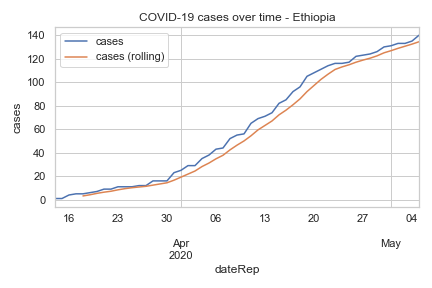 COVID-19 cases over time - Ethiopia
cases
cases (rolling)
140
120
100
80
60
40
20
0
cases
16 23 30 06 13 20 27 04
Apr May
2020
dateRep